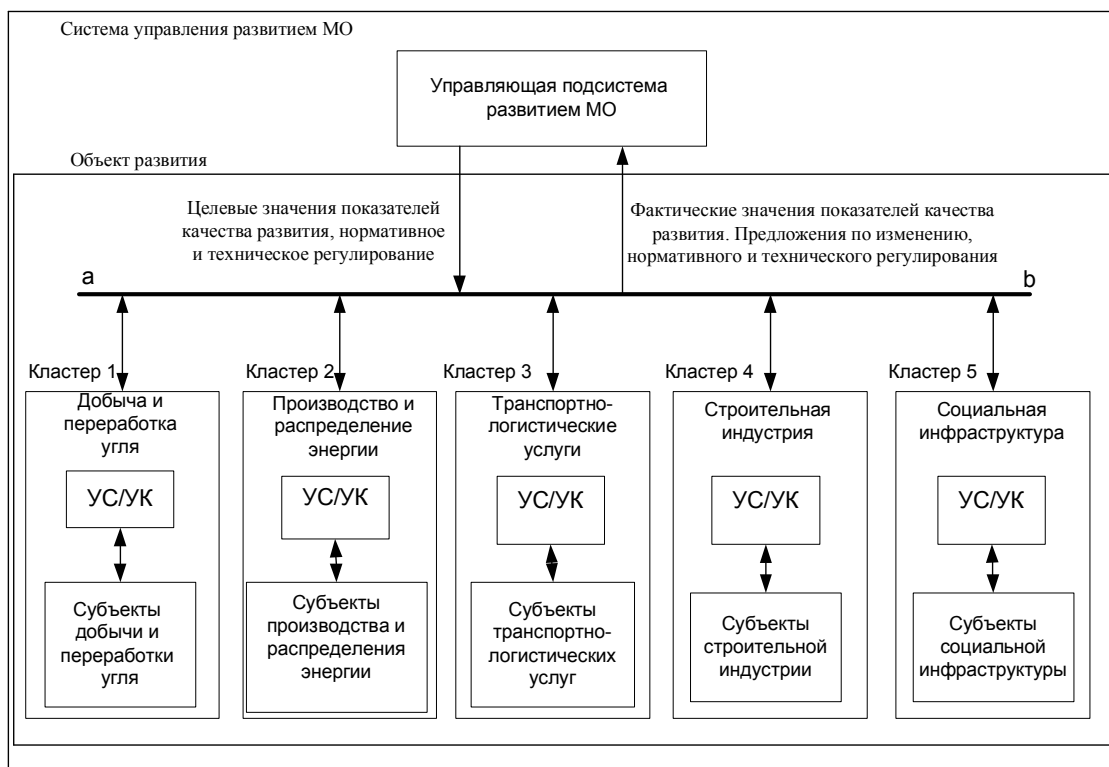 Система управления развитием МО
Управляющая подсистема
развитием МО
Объект развития
Целевые значения показателей
качества развития, нормативное
и техническое регулирование
Фактические значения показателей качества
развития. Предложения по изменению,
нормативного и технического регулирования
a
b
Кластер 1
Добыча и
переработка
угля
УС/УК
Субъекты
добычи и
переработки
угля
Кластер 2
Производство и
распределение
энергии
УС/УК
Субъекты
производства и
распределения
энергии
Кластер 3
Транспортно-
логистические
услуги
УС/УК
Субъекты
транспортно-
логистических
услуг
Кластер 4
Строительная
индустрия
УС/УК
Субъекты
строительной
индустрии
Кластер 5
Социальная
инфраструктура
УС/УК
Субъекты
социальной
инфраструктуры